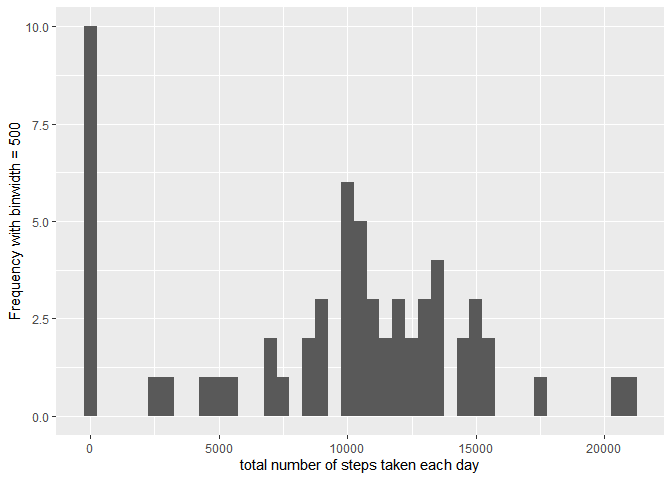 10.0
7.5
5.0
2.5
0.0
Frequency with binwidth = 500
0 5000 10000 15000 20000
total number of steps taken each day